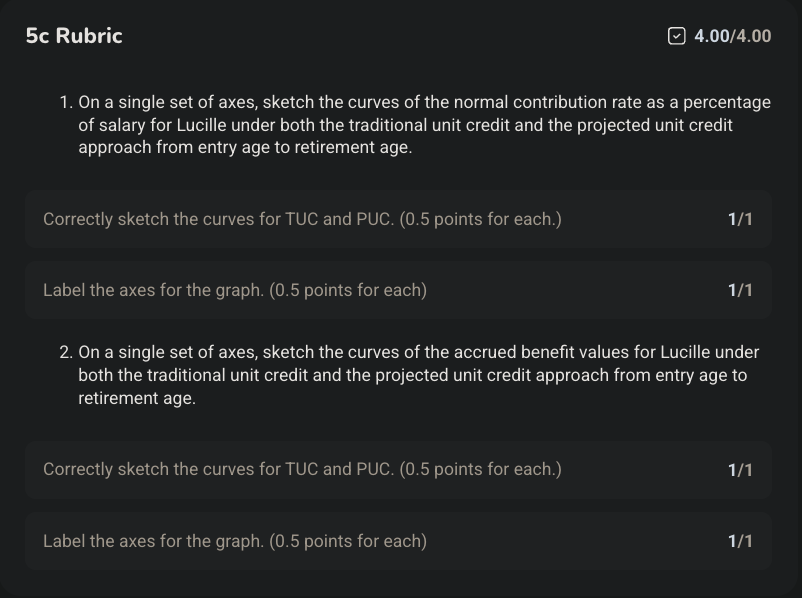 5c Rubric 4.00/4.00
1. On a single set of axes, sketch the curves of the normal contribution rate as a percentage
of salary for Lucille under both the traditional unit credit and the projected unit credit
approach from entry age to retirement age.
Correctly sketch the curves for TUC and PUC. (0.5 points for each.) 1/1
Label the axes for the graph. (0.5 points for each) 1/1
2. On a single set of axes, sketch the curves of the accrued benefit values for Lucille under
both the traditional unit credit and the projected unit credit approach from entry age to
retirement age.
Correctly sketch the curves for TUC and PUC. (0.5 points for each.) 1/1
Label the axes for the graph. (0.5 points for each) 1/1